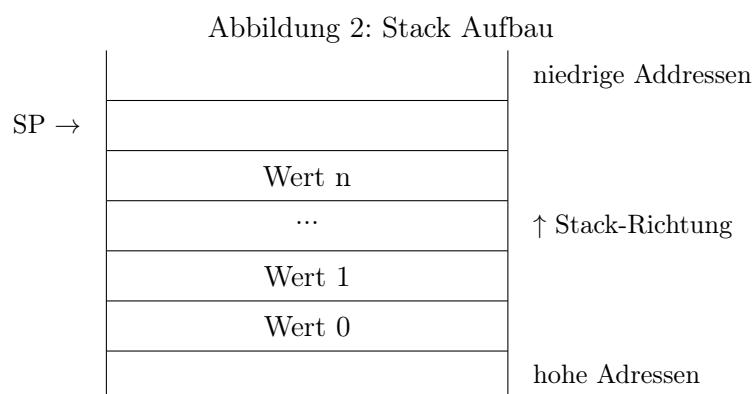 Abbildung 2: Stack Aufbau
niedrige Addressen
SP →
Wert n
...
↑ Stack-Richtung
Wert 1
Wert 0
hohe Adressen